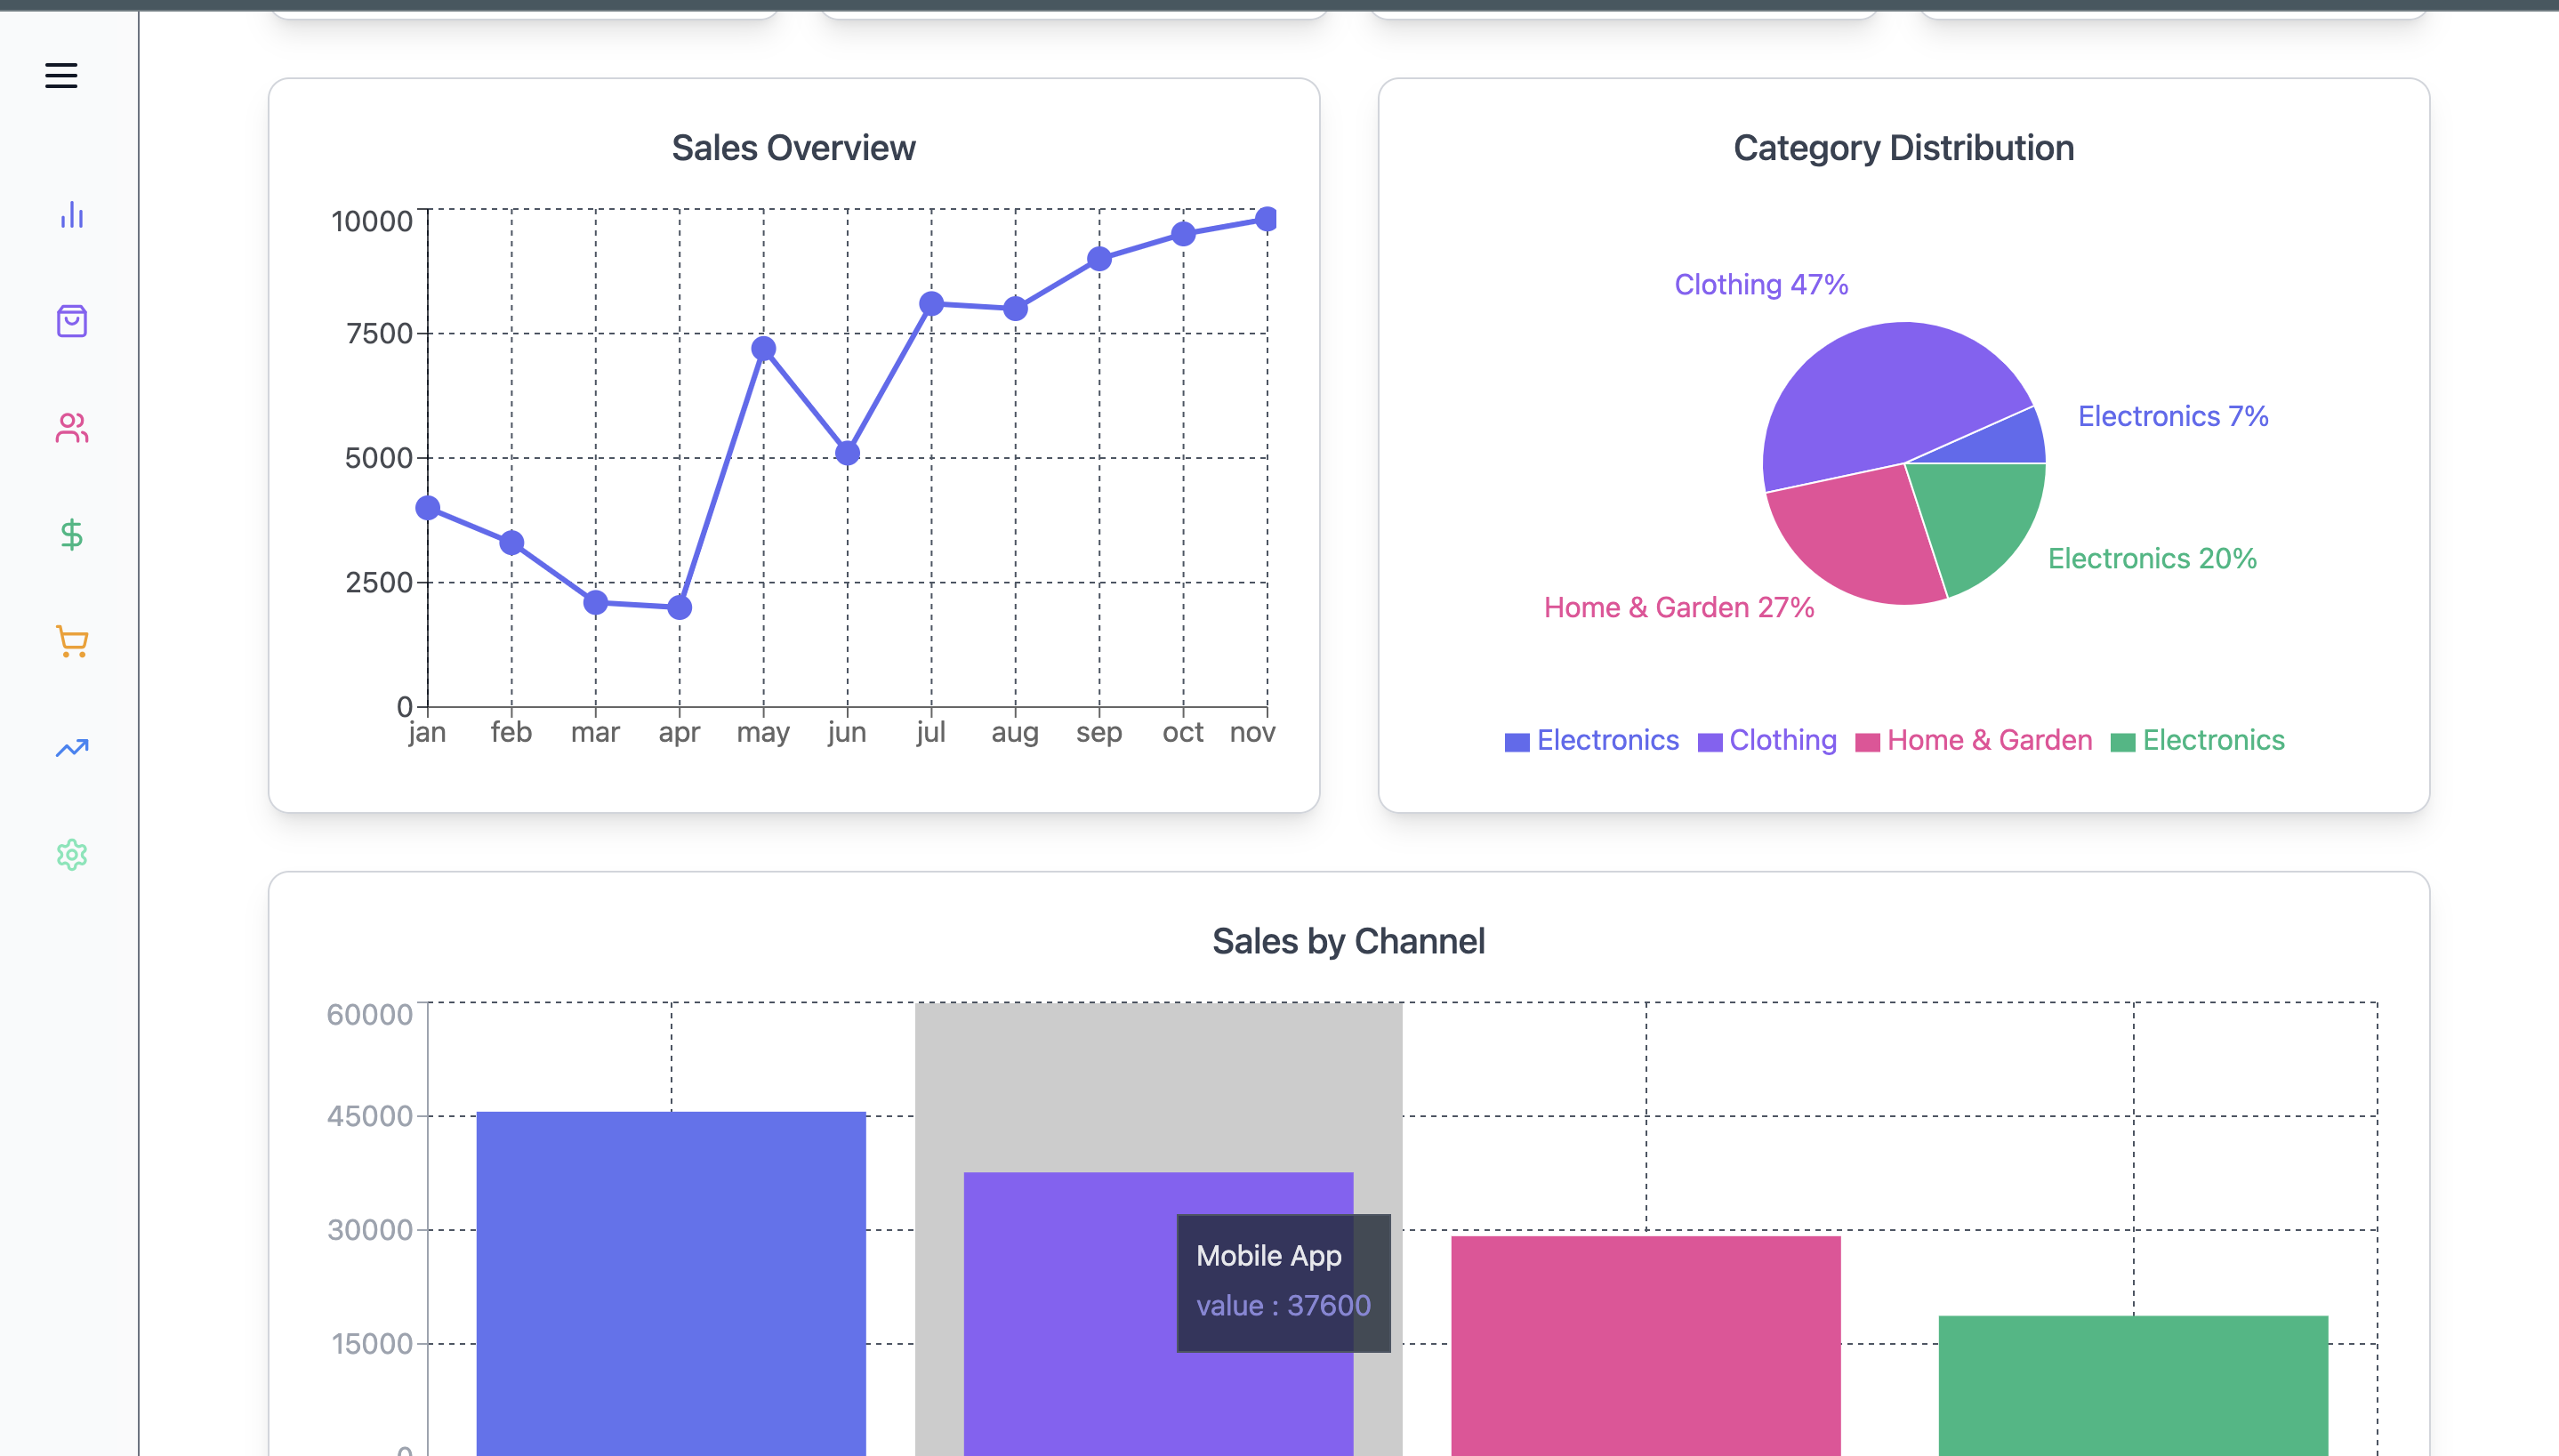 Sales Overview
10000
7500
5000
2500
0
jan feb mar apr may jun jul aug sep oct nov
Category Distribution
Clothing 47%
Electronics 7%
Electronics 20%
Home & Garden 27%
Electronics Clothing Home & Garden Electronics
Sales by Channel
60000
45000
30000
15000
0
Mobile App
value : 37600